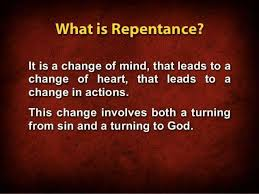 What is Repentance?
It is a change of mind, that leads to a
change of heart, that leads to a
change in actions.
This change involves both a turning
from sin and a turning to God.